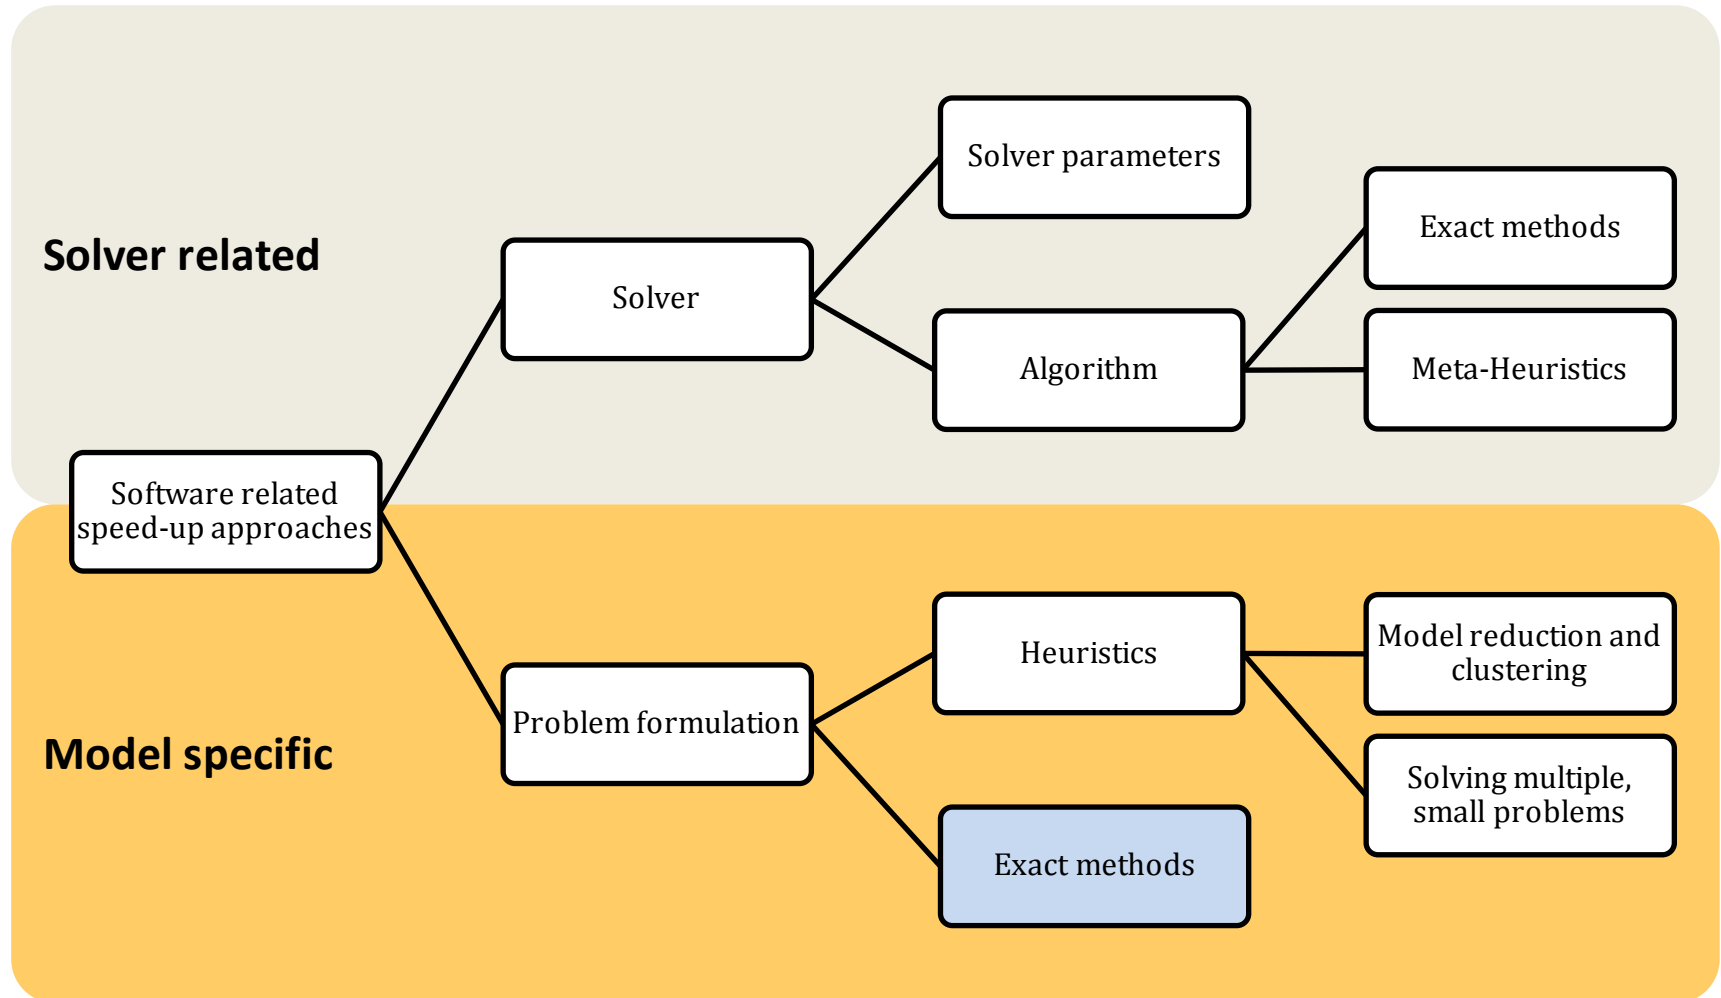 Solver related
Solver parameters
Exact methods
Solver
Algorithm
Meta-Heuristics
Software related
speed-up approaches
Model specific
Heuristics
Model reduction and
clustering
Problem formulation
Solving multiple,
small problems
Exact methods